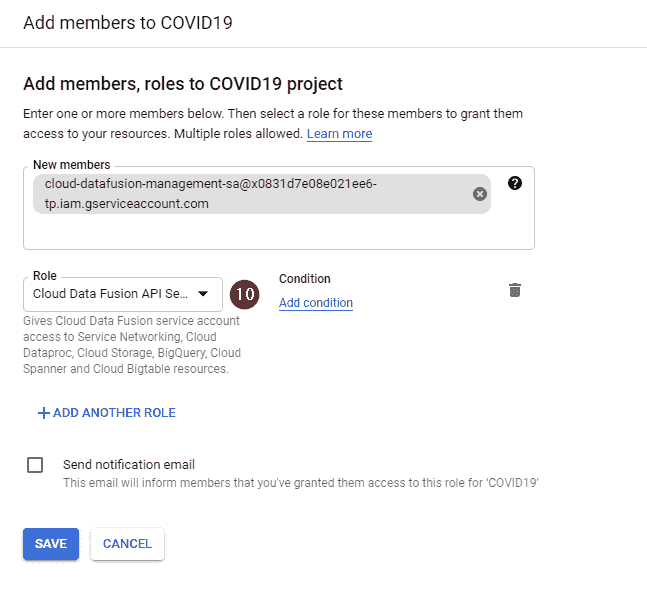 Add members to COVID19
Add members, roles to COVID19 project
Enter one or more members below. Then select a role for these members to grant them
access to your resources. Multiple roles allowed. Learn more
New members
cloud-datafusion-management-sa@x0831d7e08e021ee6-
tp.iam.gserviceaccount.com
?
Role
Cloud Data Fusion API Se...
10
Condition
Add condition
Gives Cloud Data Fusion service account
access to Service Networking, Cloud
Dataproc, Cloud Storage, BigQuery, Cloud
Spanner and Cloud Bigtable resources.
+ ADD ANOTHER ROLE
Send notification email
This email will inform members that you've granted them access to this role for ‘COVID19’
SAVE
CANCEL